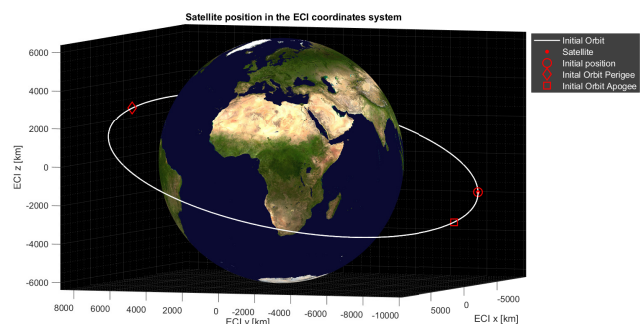 Satellite position in the ECI coordinates system
Initial Orbit
Satellite
Initial position
Inital Orbit Perigee
Initial Orbit Apogee
6000
4000
2000
0
-2000
-4000
-6000
ECI z [km]
8000
6000
4000
2000
0
-2000
-4000
-6000
-8000
-10000
ECI y [km]
5000
0
-5000
ECI x [km]